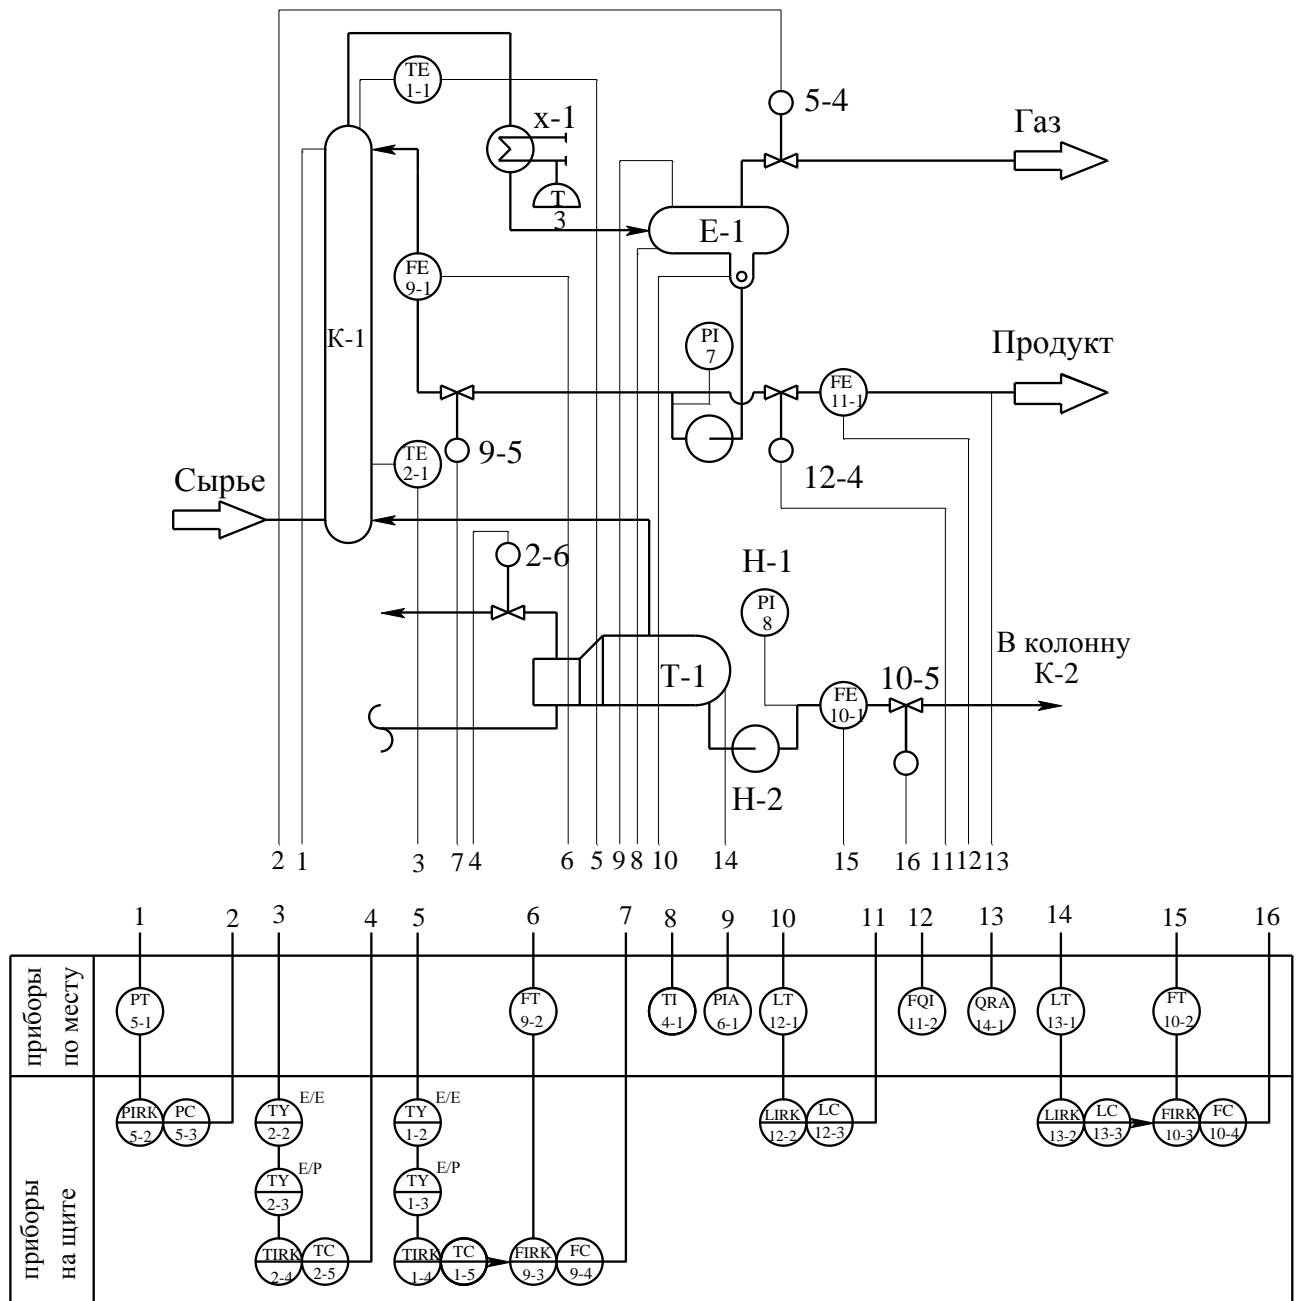 TE
1-1
х-1
5-4
Газ
Т
3
Е-1
FE
9-1
К-1
PI
7
Продукт
FE
11-1
TE
2-1
9-5
12-4
Сырье
2-6
Н-1
PI
8
В колонну
К-2
Т-1
10-5
FE
10-1
Н-2
2 1 3 7 4 6 5 9 8 10 14 15 16 11 12 13
1 2 3 4 5 6 7 8 9 10 11 12 13 14 15 16
приборы
по месту
PT
5-1
FT
9-2
TI
4-1
PIA
6-1
LT
12-1
FQI
11-2
QRA
14-1
LT
13-1
FT
10-2
приборы
на щите
PIRK
5-2
PC
5-3
TY
2-2
E/E
TY
1-2
E/E
LIRK
12-2
LC
12-3
LIRK
13-2
LC
13-3
FIRK
10-3
FC
10-4
TY
2-3
E/P
TY
1-3
E/P
TIRK
2-4
TC
2-5
TIRK
1-4
TC
1-5
FIRK
9-3
FC
9-4